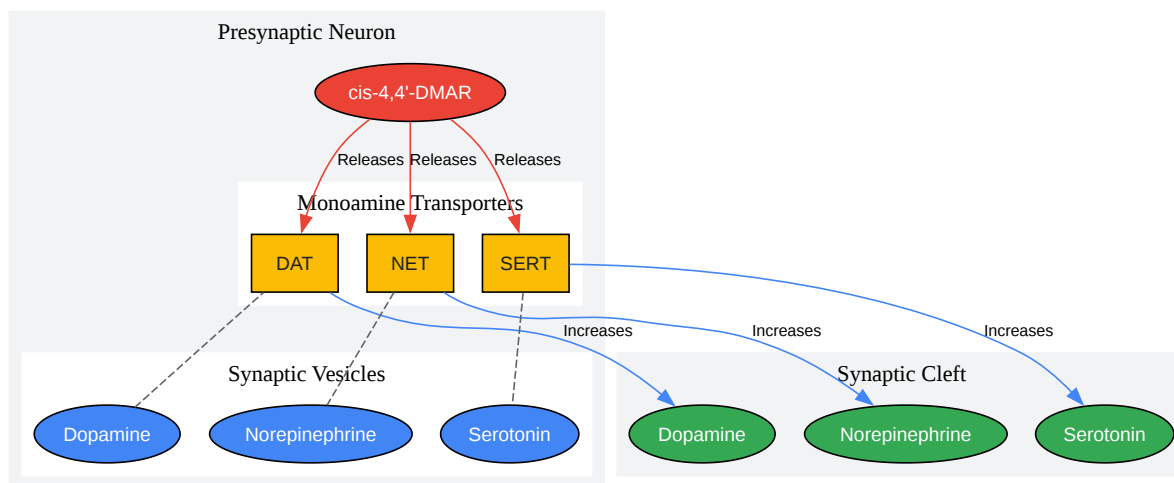 Presynaptic Neuron
cis-4,4'-DMAR
Releases Releases Releases
Monoamine Transporters
DAT NET SERT
Increases Increases Increases
Synaptic Vesicles Synaptic Cleft
Dopamine Norepinephrine Serotonin Dopamine Norepinephrine Serotonin